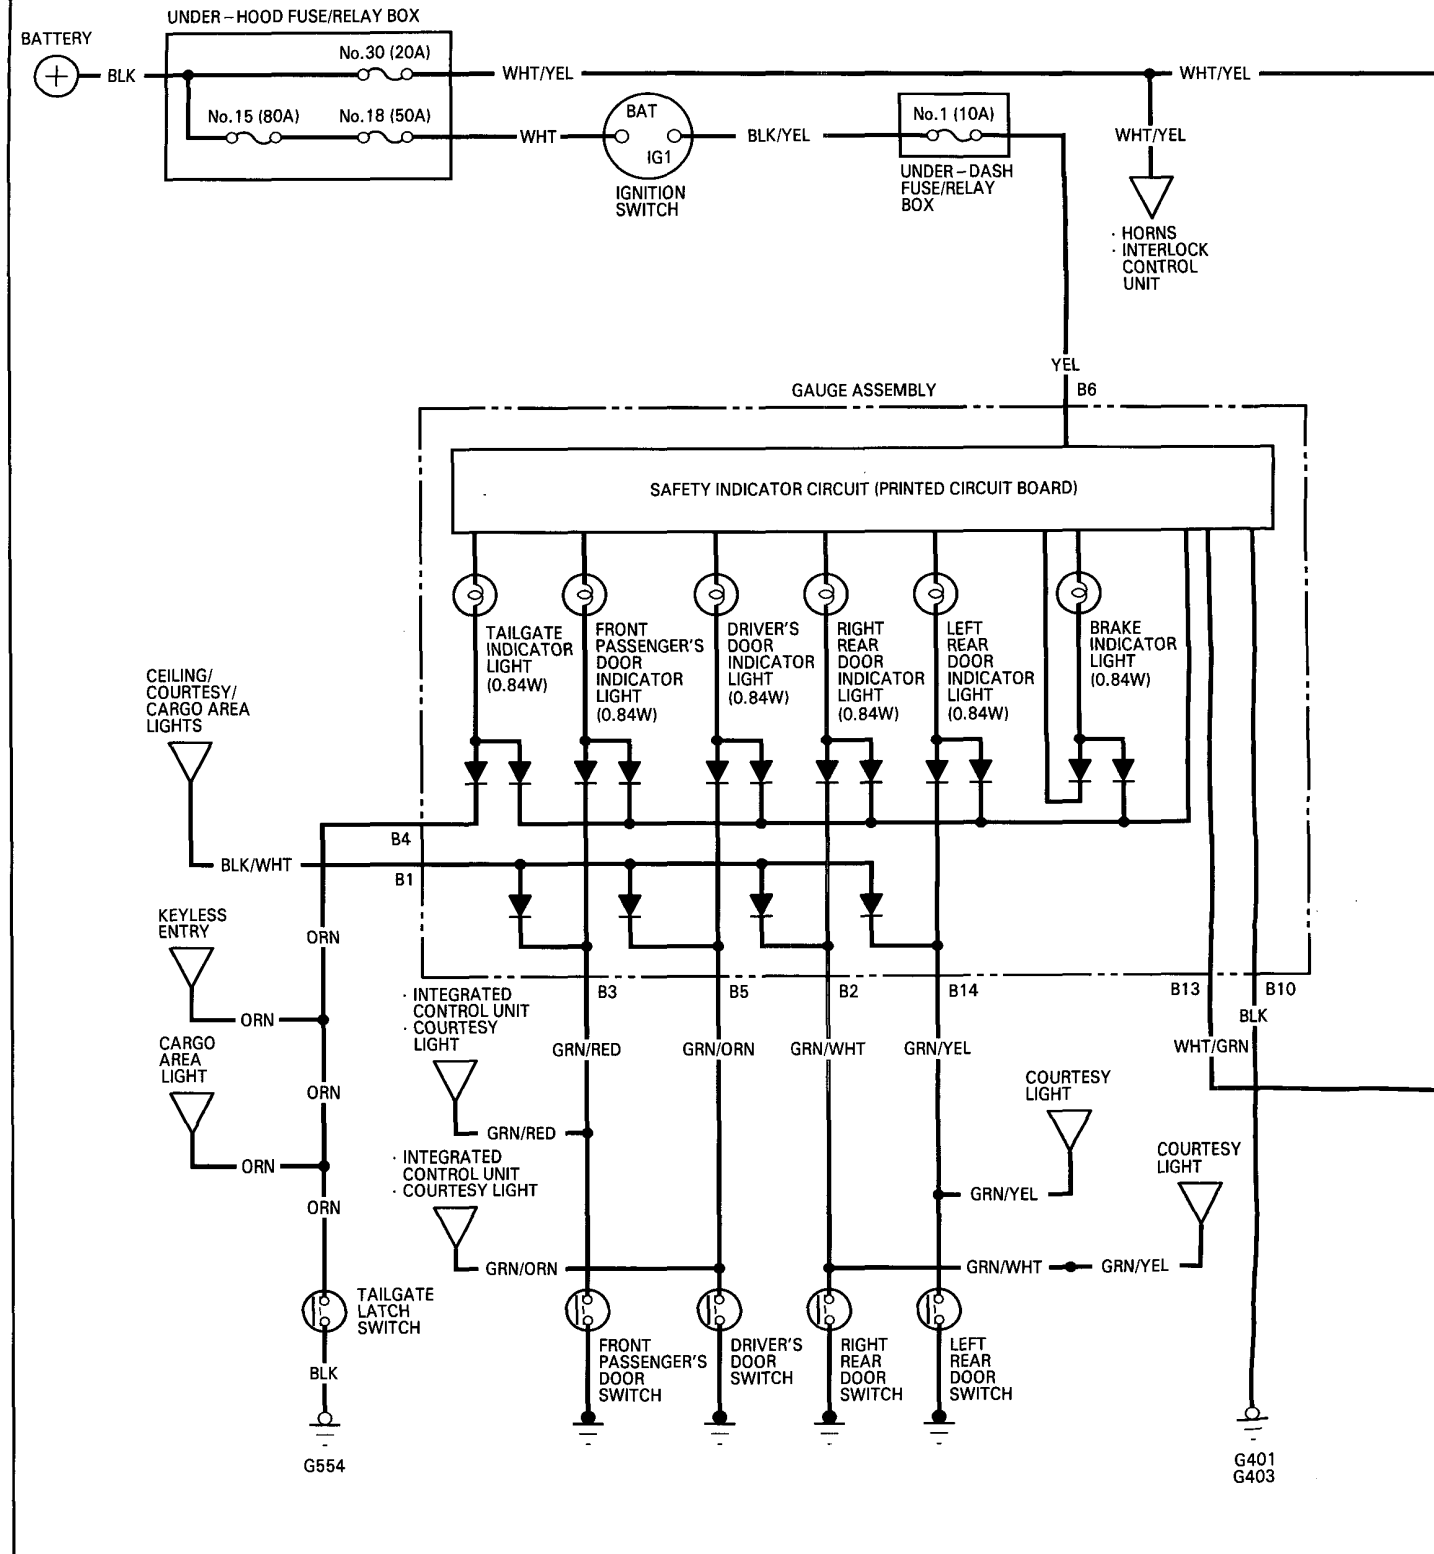 UNDER-HOOD FUSE/RELAY BOX
BATTERY
+
BLK
No.30 (20A)
WHT/YEL
WHT/YEL
No.15 (80A)
No.18 (50A)
WHT
BAT
IG1
IGNITION
SWITCH
BLK/YEL
No.1 (10A)
UNDER-DASH
FUSE/RELAY
BOX
WHT/YEL
· HORNS
· INTERLOCK
CONTROL
UNIT
YEL
B6
GAUGE ASSEMBLY
SAFETY INDICATOR CIRCUIT (PRINTED CIRCUIT BOARD)
TAILGATE
INDICATOR
LIGHT
(0.84W)
FRONT
PASSENGER'S
DOOR
INDICATOR
LIGHT
(0.84W)
DRIVER'S
DOOR
INDICATOR
LIGHT
(0.84W)
RIGHT
REAR
DOOR
INDICATOR
LIGHT
(0.84W)
LEFT
REAR
DOOR
INDICATOR
LIGHT
(0.84W)
BRAKE
INDICATOR
LIGHT
(0.84W)
CEILING/
COURTESY/
CARGO AREA
LIGHTS
B4
BLK/WHT
B1
KEYLESS
ENTRY
ORN
ORN
CARGO
AREA
LIGHT
ORN
ORN
ORN
B3
B5
B2
B14
B13
B10
· INTEGRATED
CONTROL UNIT
· COURTESY
LIGHT
GRN/RED
GRN/ORN
GRN/WHT
GRN/YEL
BLK
WHT/GRN
GRN/RED
COURTESY
LIGHT
· INTEGRATED
CONTROL UNIT
· COURTESY LIGHT
GRN/YEL
COURTESY
LIGHT
GRN/ORN
GRN/WHT
GRN/YEL
TAILGATE
LATCH
SWITCH
BLK
G554
FRONT
PASSENGER'S
DOOR
SWITCH
DRIVER'S
DOOR
SWITCH
RIGHT
REAR
DOOR
SWITCH
LEFT
REAR
DOOR
SWITCH
G401
G403